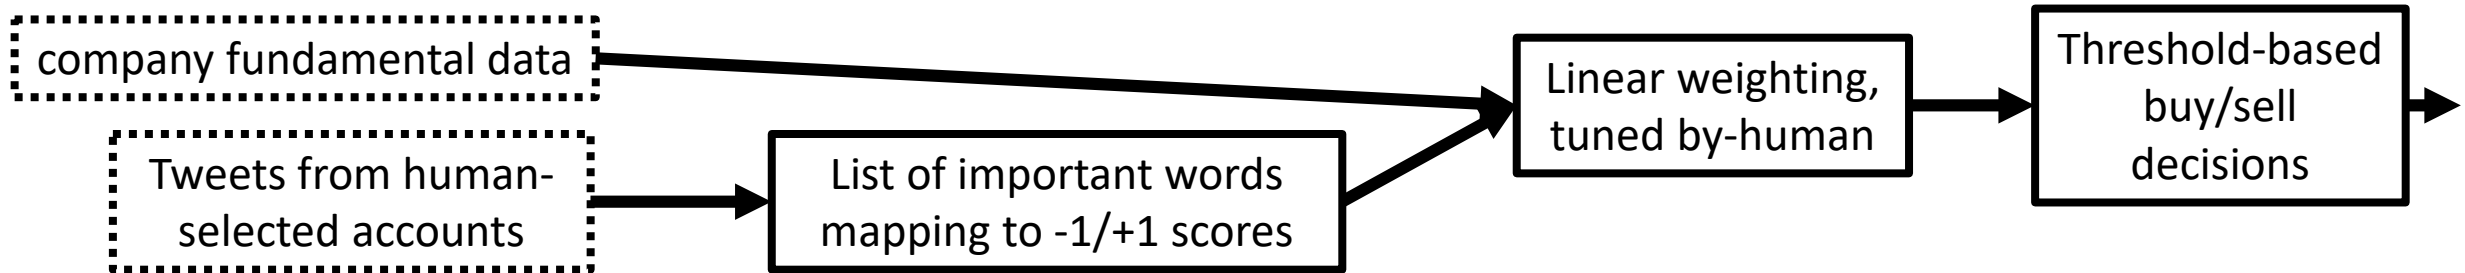 company fundamental data
Tweets from human-
selected accounts
List of important words
mapping to -1/+1 scores
Linear weighting,
tuned by-human
Threshold-based
buy/sell
decisions